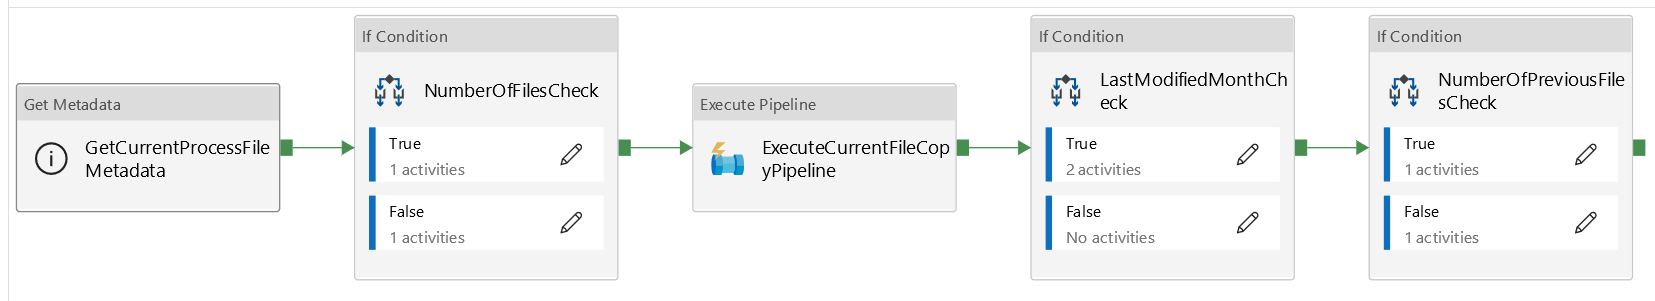 Get Metadata
GetCurrentProcessFile
Metadata
If Condition
NumberOfFilesCheck
True
1 activities
False
1 activities
Execute Pipeline
ExecuteCurrentFileCop
yPipeline
If Condition
LastModifiedMonthCh
eck
True
2 activities
False
No activities
If Condition
NumberOfPreviousFile
sCheck
True
1 activities
False
1 activities